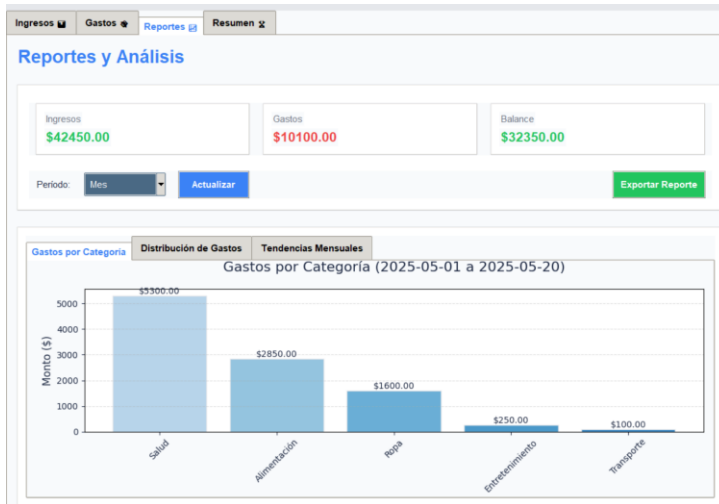 Ingresos
Gastos
Reportes
Resumen
Reportes y Análisis
Ingresos
$42450.00
Gastos
$10100.00
Balance
$32350.00
Período:
Mes
Actualizar
Exportar Reporte
Gastos por Categoría
Distribución de Gastos
Tendencias Mensuales
Gastos por Categoría (2025-05-01 a 2025-05-20)
Monto ($)
5000
4000
3000
2000
1000
0
$5300.00
$2850.00
$1600.00
$250.00
$100.00
Salud
Alimentación
Ropa
Entretenimiento
Transporte